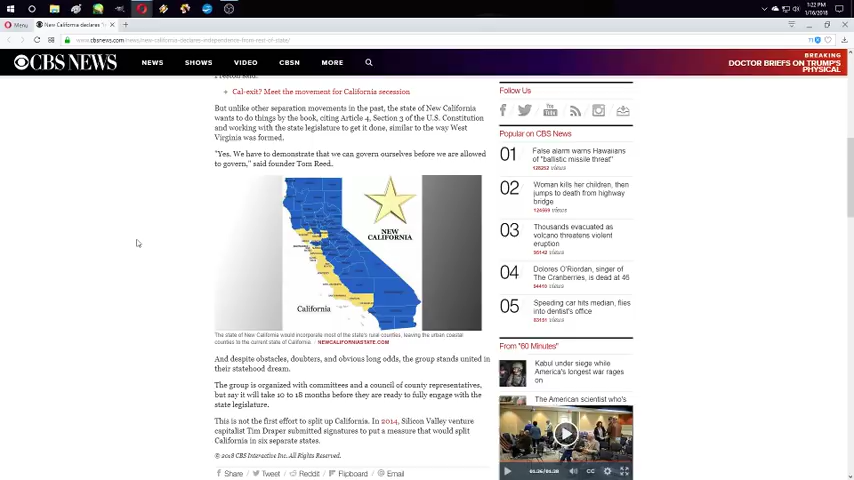 1:22 PM
1/16/2018
Menu
New California declares "i
www.cbsnews.com/news/new-california-declares-independence-from-rest-of-state/
CBS NEWS
NEWS
SHOWS
VIDEO
CBSN
MORE
BREAKING
DOCTOR BRIEFS ON TRUMP'S
PHYSICAL
+ Cal-exit? Meet the movement for California secession
But unlike other separation movements in the past, the state of New California
wants to do things by the book, citing Article 4, Section 3 of the U.S. Constitution
and working with the state legislature to get it done, similar to the way West
Virginia was formed.
"Yes. We have to demonstrate that we can govern ourselves before we are allowed
to govern," said founder Tom Reed.
NEW
CALIFORNIA
California
The state of New California would incorporate most of the state's rural counties, leaving the urban coastal
counties to the current state of California. / NEWCALIFORNIASTATE.COM
And despite obstacles, doubters, and obvious long odds, the group stands united in
their statehood dream.
The group is organized with committees and a council of county representatives,
but say it will take 10 to 18 months before they are ready to fully engage with the
state legislature.
This is not the first effort to split up California. In 2014, Silicon Valley venture
capitalist Tim Draper submitted signatures to put a measure that would split
California in six separate states.
© 2018 CBS Interactive Inc. All Rights Reserved.
Share
Tweet
Reddit
Flipboard
Email
Follow Us
Popular on CBS News
01
False alarm warns Hawaiians
of "ballistic missile threat"
views
02
Woman kills her children, then
jumps to death from highway
bridge
views
03
Thousands evacuated as
volcano threatens violent
eruption
views
04
Dolores O'Riordan, singer of
The Cranberries, is dead at 46
views
05
Speeding car hits median, flies
into dentist's office
views
From "60 Minutes"
Kabul under siege while
America's longest war rages
on
The American scientist who's
CC